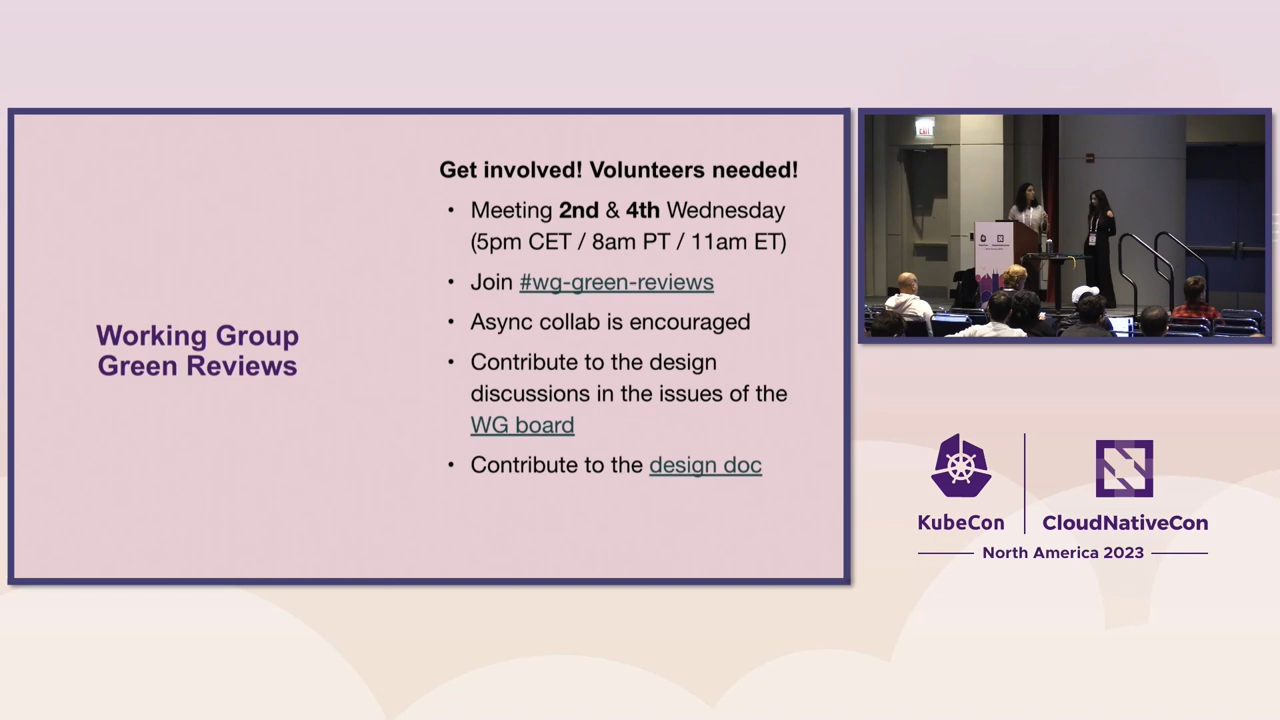 Working Group
Green Reviews
Get involved! Volunteers needed!
• Meeting 2nd & 4th Wednesday
(5pm CET / 8am PT / 11am ET)
• Join #wg-green-reviews
• Async collab is encouraged
• Contribute to the design
discussions in the issues of the
WG board
• Contribute to the design doc
EXIT
KubeCon
CloudNativeCon
North America 2023